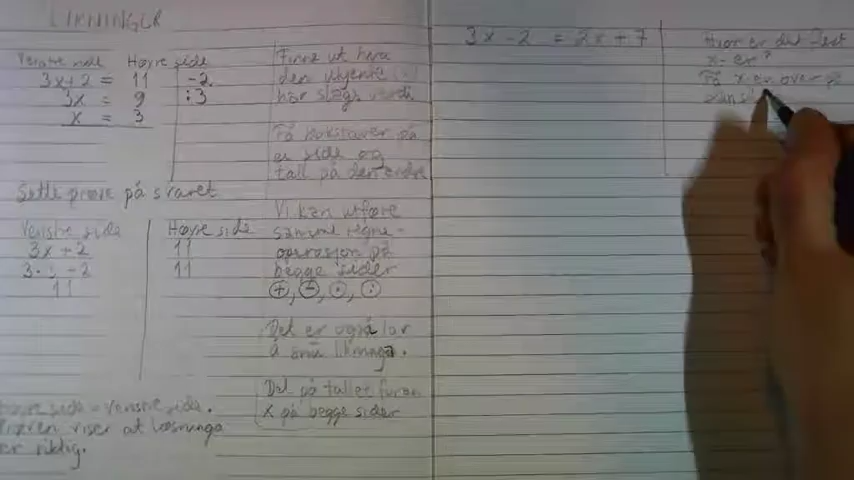 LIKNINGER
Venstre side Høyre side
3x+2 = 11 -2
3x = 9 :3
x = 3
Sette prøve på svaret
Venstre side Høyre side
3x+2 11
11
11
Høyre side = Venstre side.
viser at løsninga
er riktig.
Finne ut hva
den ukjente
har slags verdi
Få bokstaver på
ei side og
tall på den andre
Vi kan utføre
samme regne-
operasjon på
begge sider
+, -, ·, :
Det er også lov
å snu likninga.
Del på tallet foran
x på begge sider
3x -2 = 2x + 7
Hvor er det flest
x-er?
Få x-en over på